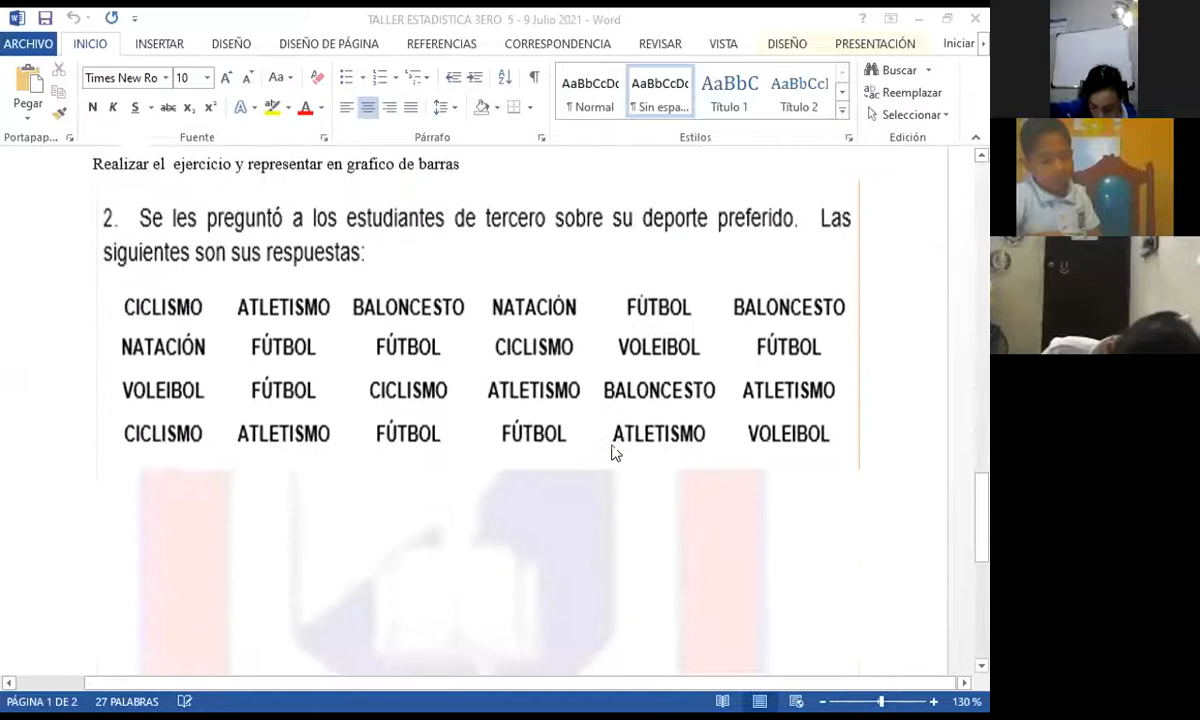 TALLER ESTADISTICA 3ERO 5 - 9 Julio 2021 - Word
ARCHIVO INICIO INSERTAR DISEÑO DISEÑO DE PÁGINA REFERENCIAS CORRESPONDENCIA REVISAR VISTA DISEÑO PRESENTACIÓN Iniciar
Times New Ro 10 Aa
Pegar
N K S abc x₂ x² A A
AaBbCcDc AaBbCcDc AaBbC AaBbCcl
¶ Normal ¶ Sin espa... Título 1 Título 2
Buscar
Reemplazar
Seleccionar
Portapap... Fuente Párrafo Estilos Edición
Realizar el ejercicio y representar en grafico de barras
2. Se les preguntó a los estudiantes de tercero sobre su deporte preferido. Las
siguientes son sus respuestas:
CICLISMO ATLETISMO BALONCESTO NATACIÓN FÚTBOL BALONCESTO
NATACIÓN FÚTBOL FÚTBOL CICLISMO VOLEIBOL FÚTBOL
VOLEIBOL FÚTBOL CICLISMO ATLETISMO BALONCESTO ATLETISMO
CICLISMO ATLETISMO FÚTBOL FÚTBOL ATLETISMO VOLEIBOL
PÁGINA 1 DE 2 27 PALABRAS 130 %